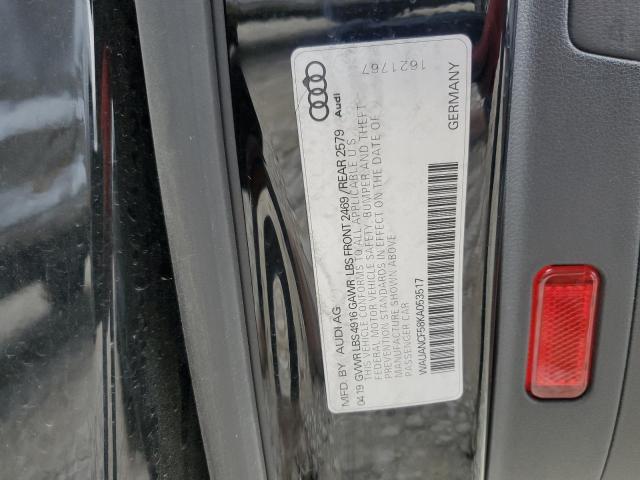 1621767
Audi
MFD. BY AUDI AG
04 19 GVWR LBS 4916 GAWR LBS FRONT 2469 /REAR 2579
THIS VEHICLE CONFORMS TO ALL APPLICABLE U.S.
FEDERAL MOTOR VEHICLE SAFETY-BUMPER AND THEFT
PREVENTION STANDARDS IN EFFECT ON THE DATE OF
MANUFACTURE SHOWN ABOVE.
PASSENGER CAR
WAUANCF58KA053517
GERMANY